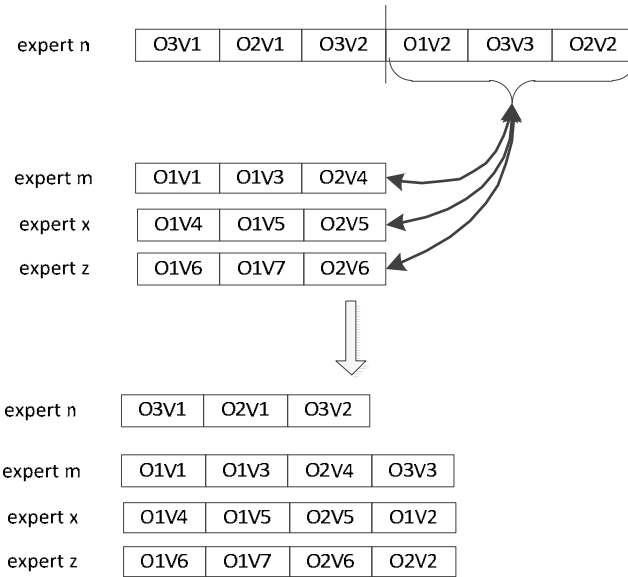 expert n O3V1 O2V1 O3V2 O1V2 O3V3 O2V2
expert m O1V1 O1V3 O2V4
expert x O1V4 O1V5 O2V5
expert z O1V6 O1V7 O2V6
expert n O3V1 O2V1 O3V2
expert m O1V1 O1V3 O2V4 O3V3
expert x O1V4 O1V5 O2V5 O1V2
expert z O1V6 O1V7 O2V6 O2V2